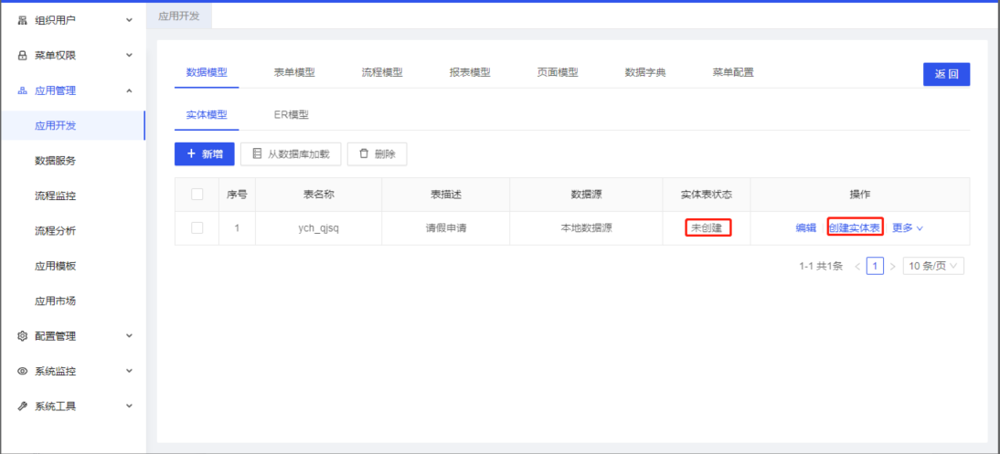 组织用户
菜单权限
应用管理
应用开发
数据服务
流程监控
流程分析
应用模板
应用市场
配置管理
系统监控
系统工具
应用开发
数据模型 表单模型 流程模型 报表模型 页面模型 数据字典 菜单配置 返回
实体模型 ER模型
+ 新增 从数据库加载 删除
序号 表名称 表描述 数据源 实体表状态 操作
1 ych_qjsq 请假申请 本地数据源 未创建 编辑 创建实体表 更多
1-1 共1条 < 1 > 10 条/页